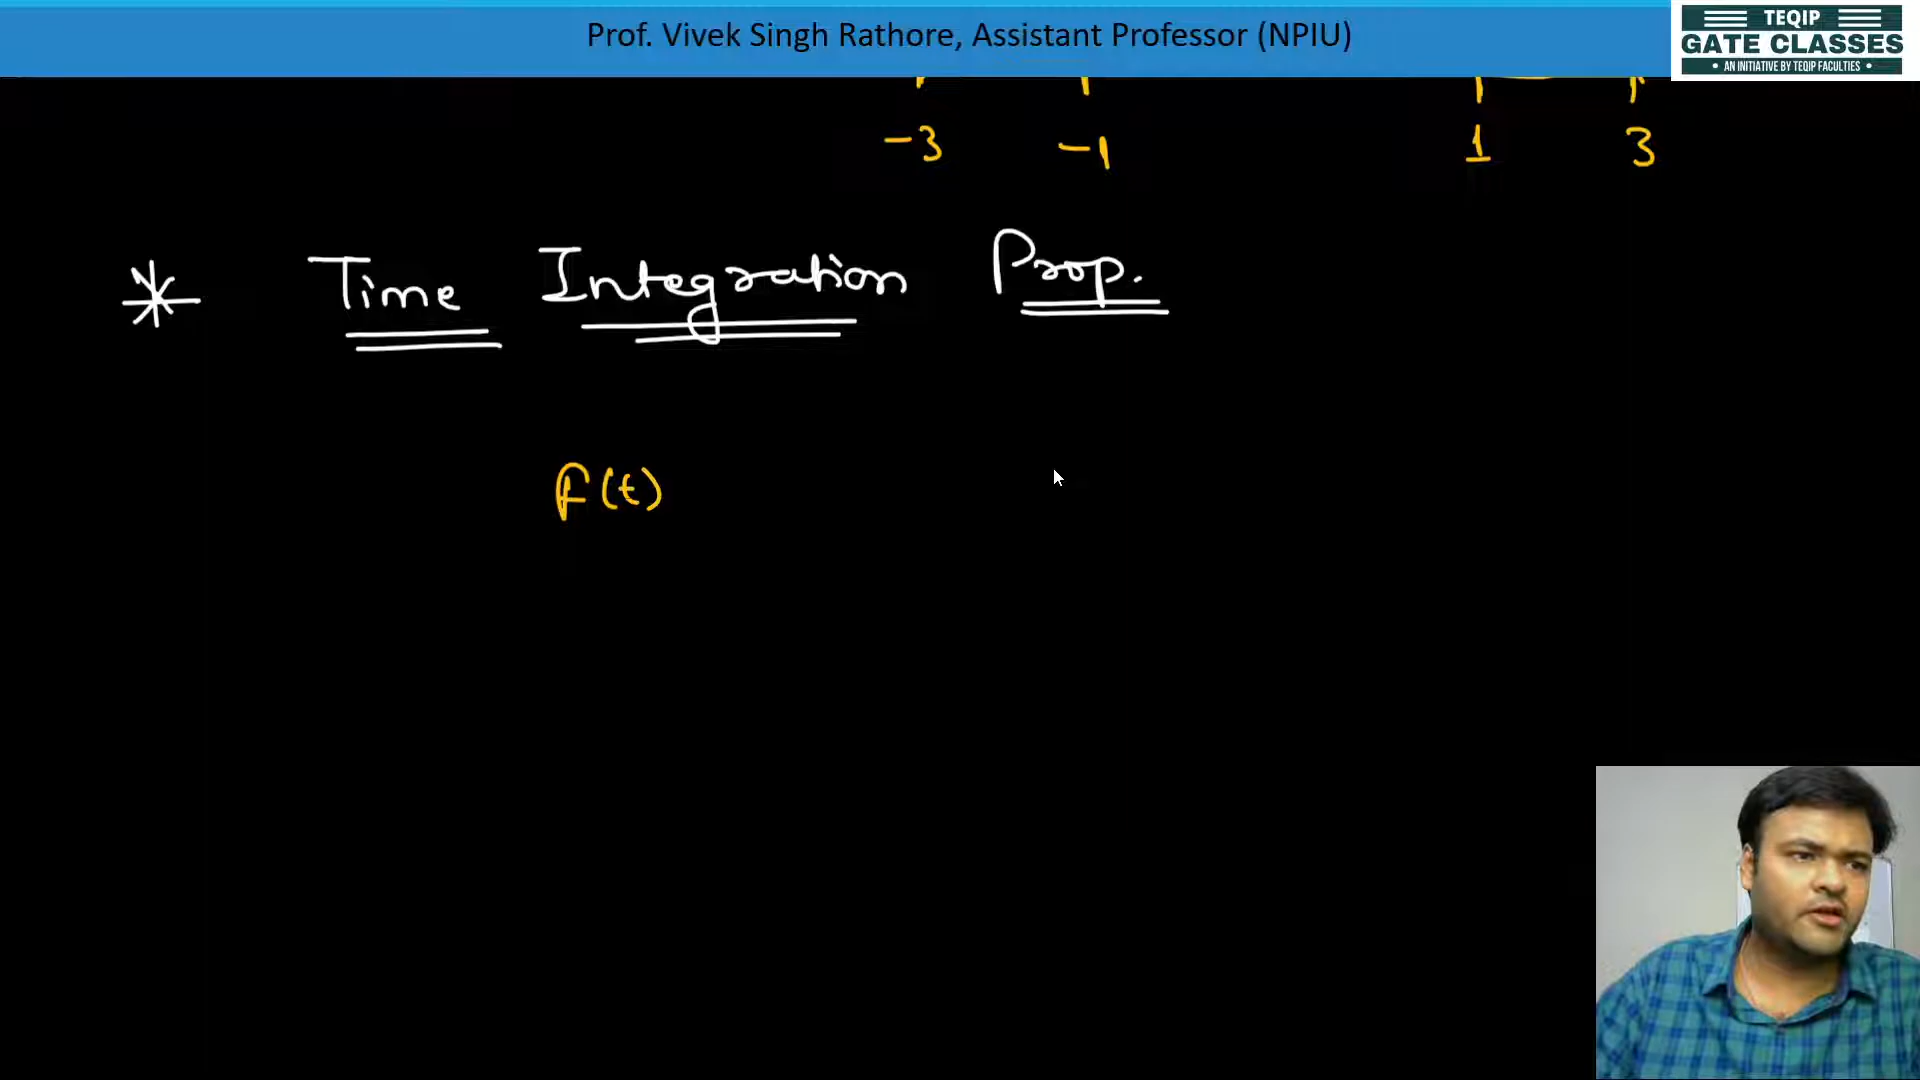 Prof. Vivek Singh Rathore, Assistant Professor (NPIU)
TEQIP
GATE CLASSES
• AN INITIATIVE BY TEQIP FACULTIES •
-3 -1 1 3
* Time Integration Prop.
f(t)